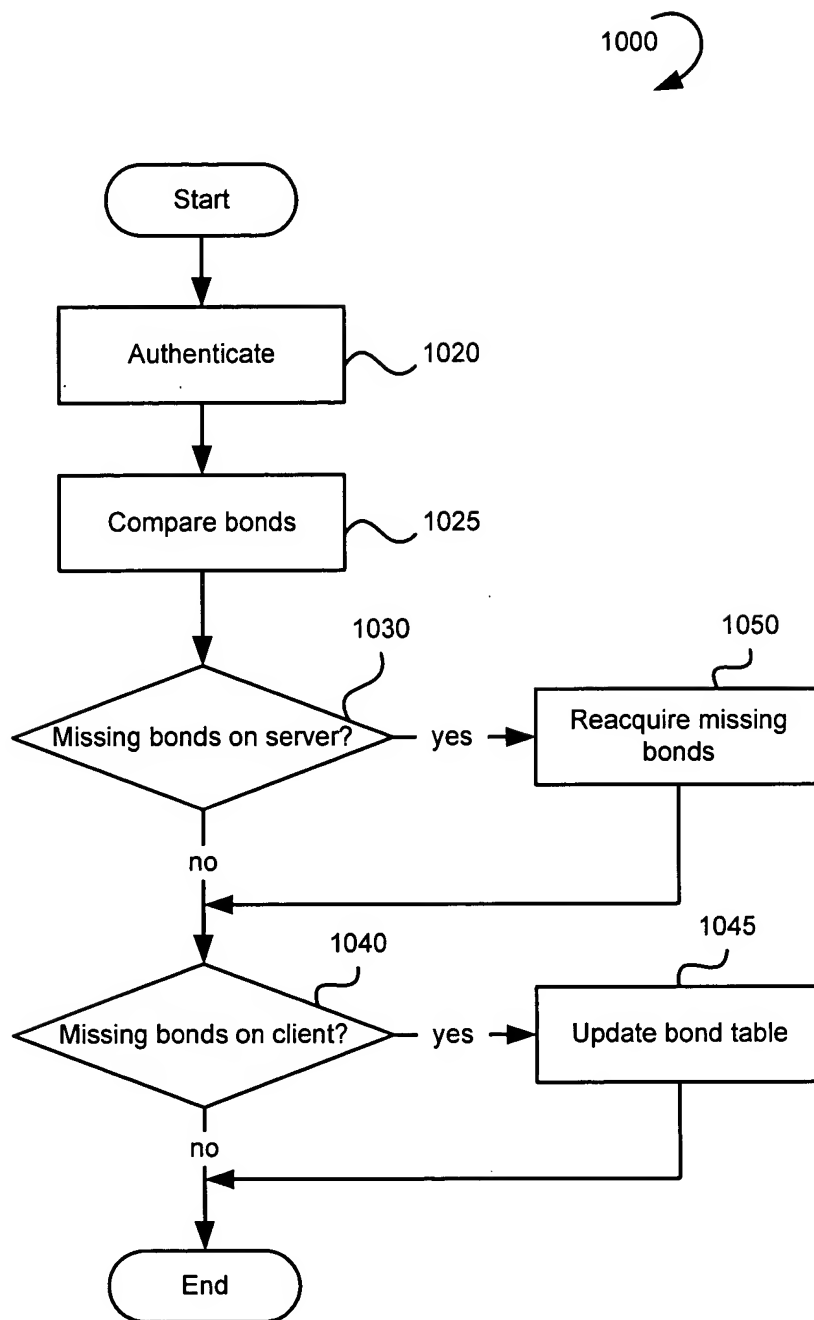 1000
Start
Authenticate
1020
Compare bonds
1025
1030
1050
Missing bonds on server?
yes
Reacquire missing
bonds
no
1040
1045
Missing bonds on client?
yes
Update bond table
no
End